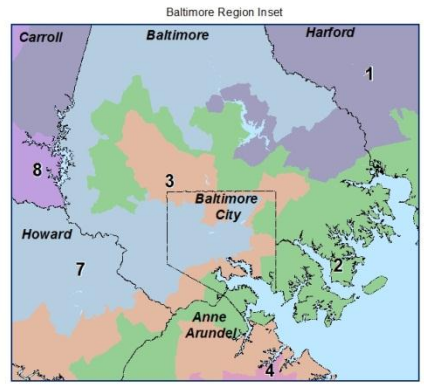 Baltimore Region Inset
Carroll
Baltimore
Harford
1
8
3
Baltimore
City
Howard
7
2
Anne
Arundel
4